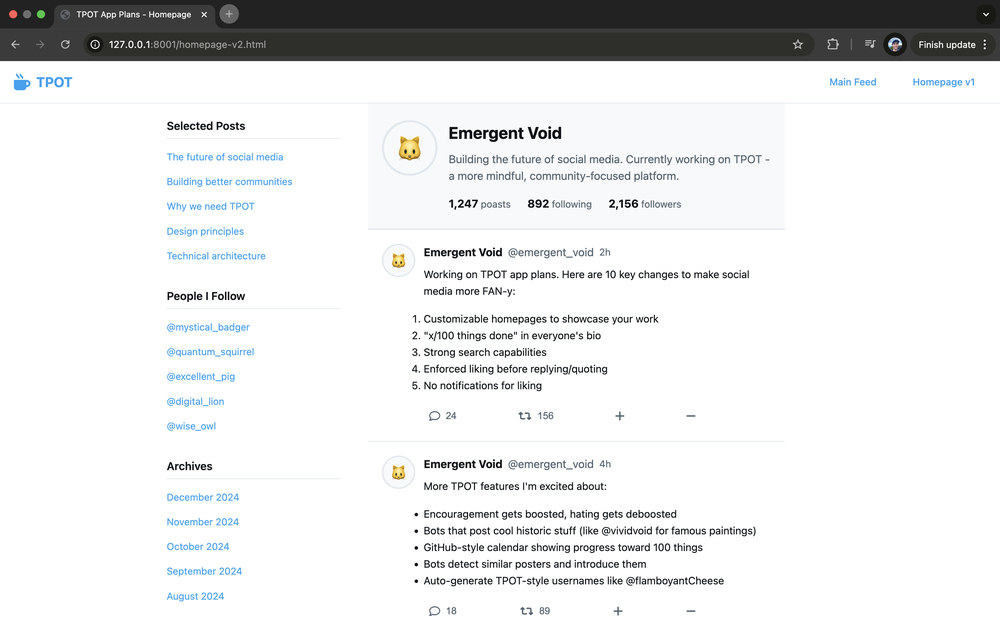 TPOT App Plans - Homepage
127.0.0.1:8001/homepage-v2.html
Finish update
TPOT
Main Feed
Homepage v1
Selected Posts
The future of social media
Building better communities
Why we need TPOT
Design principles
Technical architecture
People I Follow
@mystical_badger
@quantum_squirrel
@excellent_pig
@digital_lion
@wise_owl
Archives
December 2024
November 2024
October 2024
September 2024
August 2024
Emergent Void
Building the future of social media. Currently working on TPOT -
a more mindful, community-focused platform.
1,247 poasts 892 following 2,156 followers
Emergent Void @emergent_void 2h
Working on TPOT app plans. Here are 10 key changes to make social
media more FAN-y:
1. Customizable homepages to showcase your work
2. "x/100 things done" in everyone's bio
3. Strong search capabilities
4. Enforced liking before replying/quoting
5. No notifications for liking
24 156
Emergent Void @emergent_void 4h
More TPOT features I'm excited about:
• Encouragement gets boosted, hating gets deboosted
• Bots that post cool historic stuff (like @vividvoid for famous paintings)
• GitHub-style calendar showing progress toward 100 things
• Bots detect similar posters and introduce them
• Auto-generate TPOT-style usernames like @flamboyantCheese
18 89